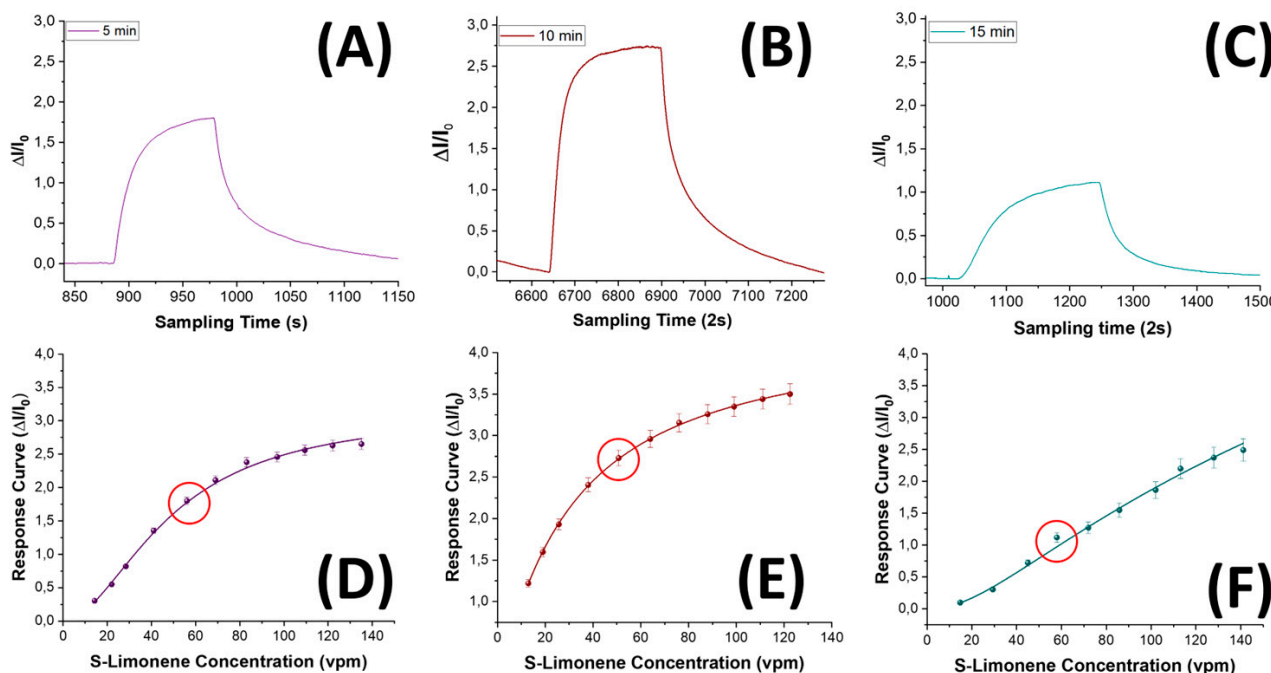 5 min
(A)
3,0
2,5
2,0
1,5
1,0
0,5
0,0
ΔI/I0
850 900 950 1000 1050 1100 1150
Sampling Time (s)
10 min
(B)
3,0
2,5
2,0
1,5
1,0
0,5
0,0
ΔI/I0
6600 6700 6800 6900 7000 7100 7200
Sampling Time (2s)
15 min
(C)
3,0
2,5
2,0
1,5
1,0
0,5
0,0
ΔI/I0
1000 1100 1200 1300 1400 1500
Sampling time (2s)
4,0
3,5
3,0
2,5
2,0
1,5
1,0
0,5
0,0
Response Curve (ΔI/I0)
(D)
0 20 40 60 80 100 120 140
S-Limonene Concentration (vpm)
4,0
3,5
3,0
2,5
2,0
1,5
1,0
Response Curve (ΔI/I0)
(E)
0 20 40 60 80 100 120 140
S-Limonene Concentration (vpm)
4,0
3,5
3,0
2,5
2,0
1,5
1,0
0,5
0,0
Response Curve (ΔI/I0)
(F)
0 20 40 60 80 100 120 140
S-Limonene Concentration (vpm)